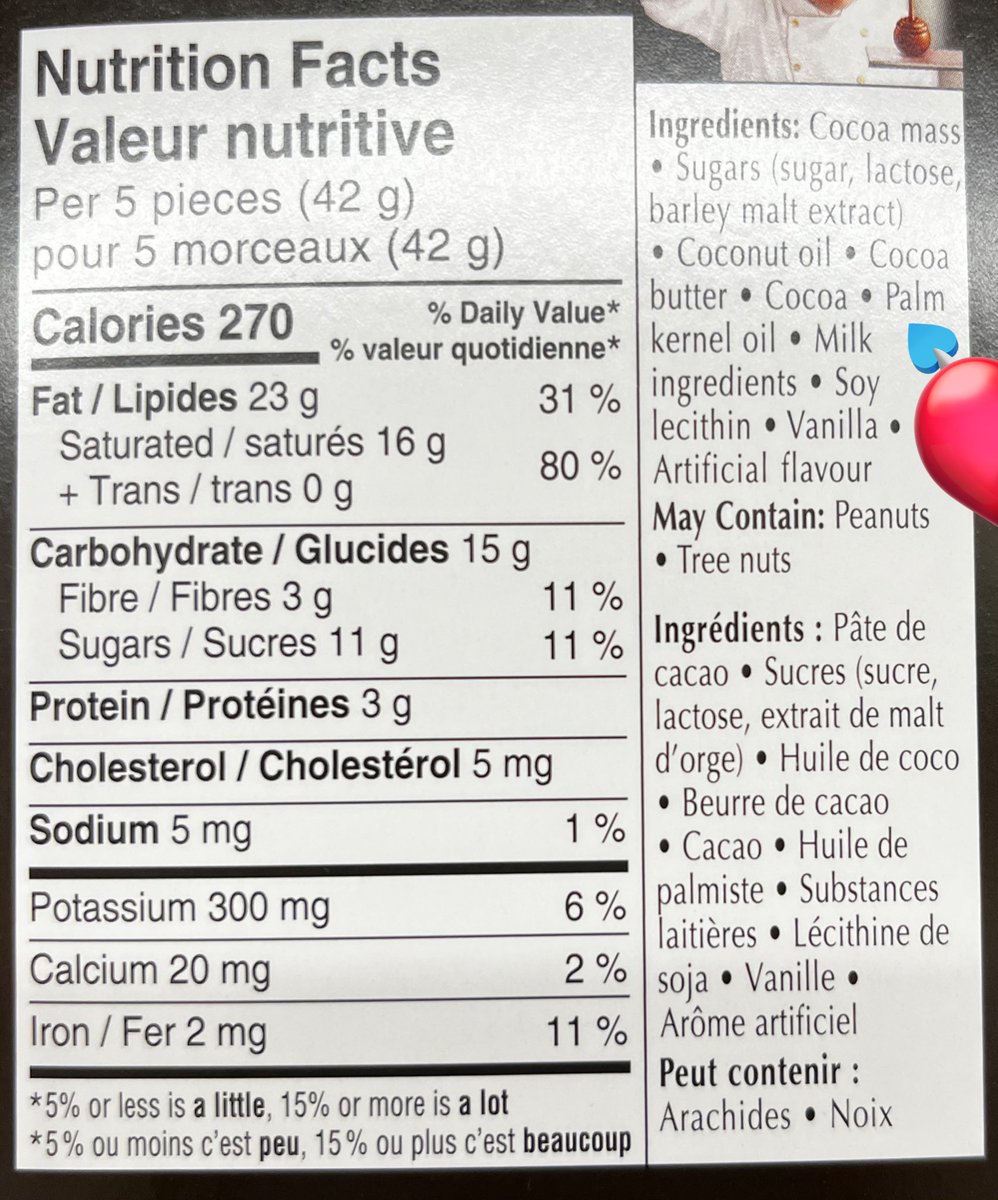 Nutrition Facts
Valeur nutritive
Per 5 pieces (42 g)
pour 5 morceaux (42 g)
Calories 270
% Daily Value*
% valeur quotidienne*
Fat / Lipides 23 g 31 %
Saturated / saturés 16 g
+ Trans / trans 0 g
80 %
Carbohydrate / Glucides 15 g
Fibre / Fibres 3 g 11 %
Sugars / Sucres 11 g 11 %
Protein / Protéines 3 g
Cholesterol / Cholestérol 5 mg
Sodium 5 mg 1 %
Potassium 300 mg 6 %
Calcium 20 mg 2 %
Iron / Fer 2 mg 11 %
*5% or less is a little, 15% or more is a lot
*5% ou moins c'est peu, 15% ou plus c'est beaucoup
Ingredients: Cocoa mass
• Sugars (sugar, lactose,
barley malt extract)
• Coconut oil • Cocoa
butter • Cocoa • Palm
kernel oil • Milk
ingredients • Soy
lecithin • Vanilla •
Artificial flavour
May Contain: Peanuts
• Tree nuts
Ingrédients : Pâte de
cacao • Sucres (sucre,
lactose, extrait de malt
d'orge) • Huile de coco
• Beurre de cacao
• Cacao • Huile de
palmiste • Substances
laitières • Lécithine de
soja • Vanille •
Arôme artificiel
Peut contenir :
Arachides • Noix